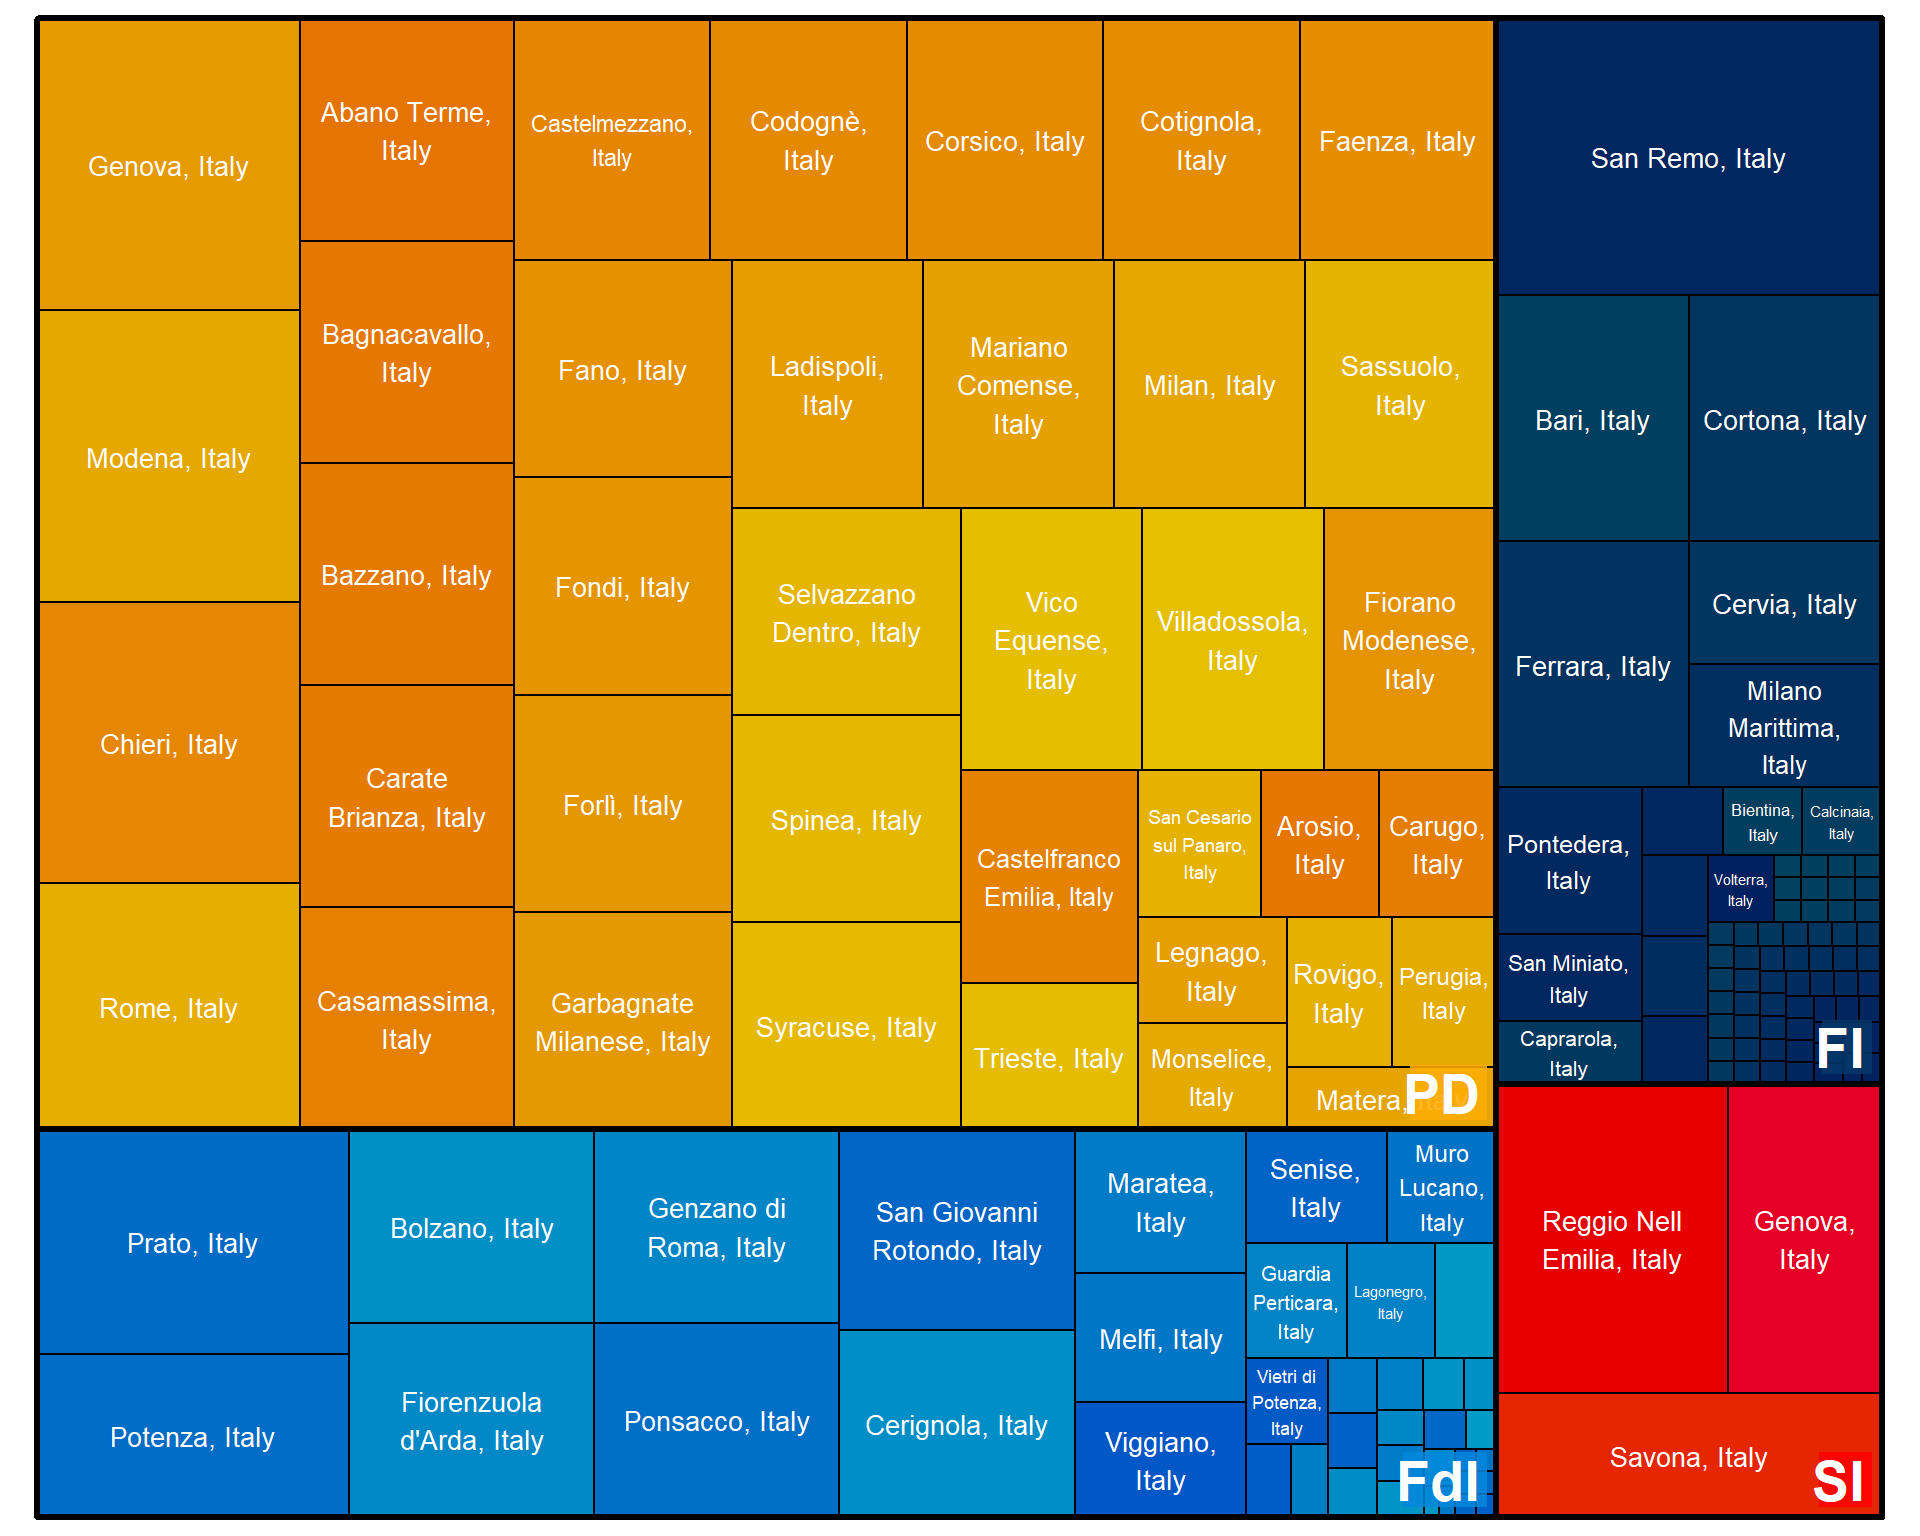 Genova, Italy
Modena, Italy
Chieri, Italy
Rome, Italy
Abano Terme,
Italy
Bagnacavallo,
Italy
Bazzano, Italy
Carate
Brianza, Italy
Casamassima,
Italy
Castelmezzano,
Italy
Codognè,
Italy
Corsico, Italy
Cotignola,
Italy
Faenza, Italy
Fano, Italy
Fondi, Italy
Forlì, Italy
Garbagnate
Milanese, Italy
Ladispoli,
Italy
Mariano
Comense,
Italy
Milan, Italy
Sassuolo,
Italy
Selvazzano
Dentro, Italy
Spinea, Italy
Syracuse, Italy
Vico
Equense,
Italy
Villadossola,
Italy
Fiorano
Modenese,
Italy
Castelfranco
Emilia, Italy
Trieste, Italy
San Cesario
sul Panaro,
Italy
Arosio,
Italy
Carugo,
Italy
Legnago,
Italy
Monselice,
Italy
Rovigo,
Italy
Perugia,
Italy
Matera, Italy
PD
Prato, Italy
Potenza, Italy
Bolzano, Italy
Fiorenzuola
d'Arda, Italy
Genzano di
Roma, Italy
Ponsacco, Italy
San Giovanni
Rotondo, Italy
Cerignola, Italy
Maratea,
Italy
Melfi, Italy
Viggiano,
Italy
Senise,
Italy
Muro
Lucano,
Italy
Guardia
Perticara,
Italy
Lagonegro,
Italy
Vietri di
Potenza,
Italy
FdI
San Remo, Italy
Bari, Italy
Cortona, Italy
Ferrara, Italy
Cervia, Italy
Milano
Marittima,
Italy
Pontedera,
Italy
San Miniato,
Italy
Caprarola,
Italy
Bientina,
Italy
Calcinaia,
Italy
Volterra,
Italy
FI
Reggio Nell
Emilia, Italy
Genova,
Italy
Savona, Italy
SI